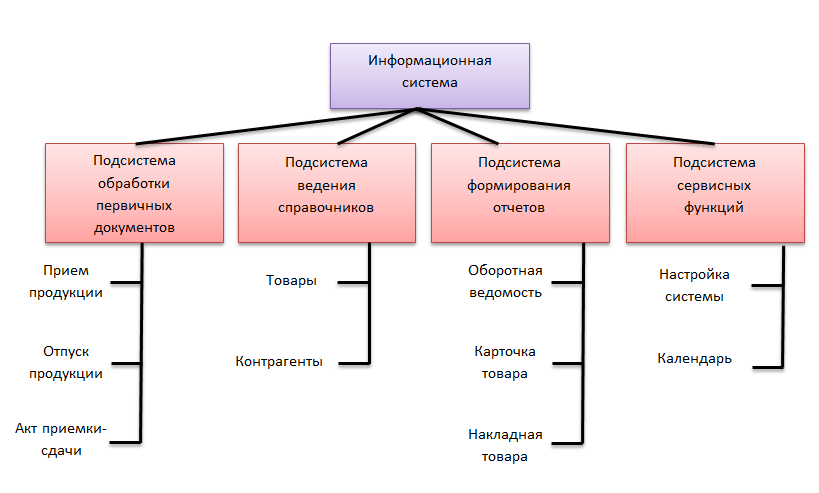 Информационная
система
Подсистема
обработки
первичных
документов
Подсистема
ведения
справочников
Подсистема
формирования
отчетов
Подсистема
сервисных
функций
Прием
продукции
Отпуск
продукции
Акт приемки-
сдачи
Товары
Контрагенты
Оборотная
ведомость
Карточка
товара
Накладная
товара
Настройка
системы
Календарь